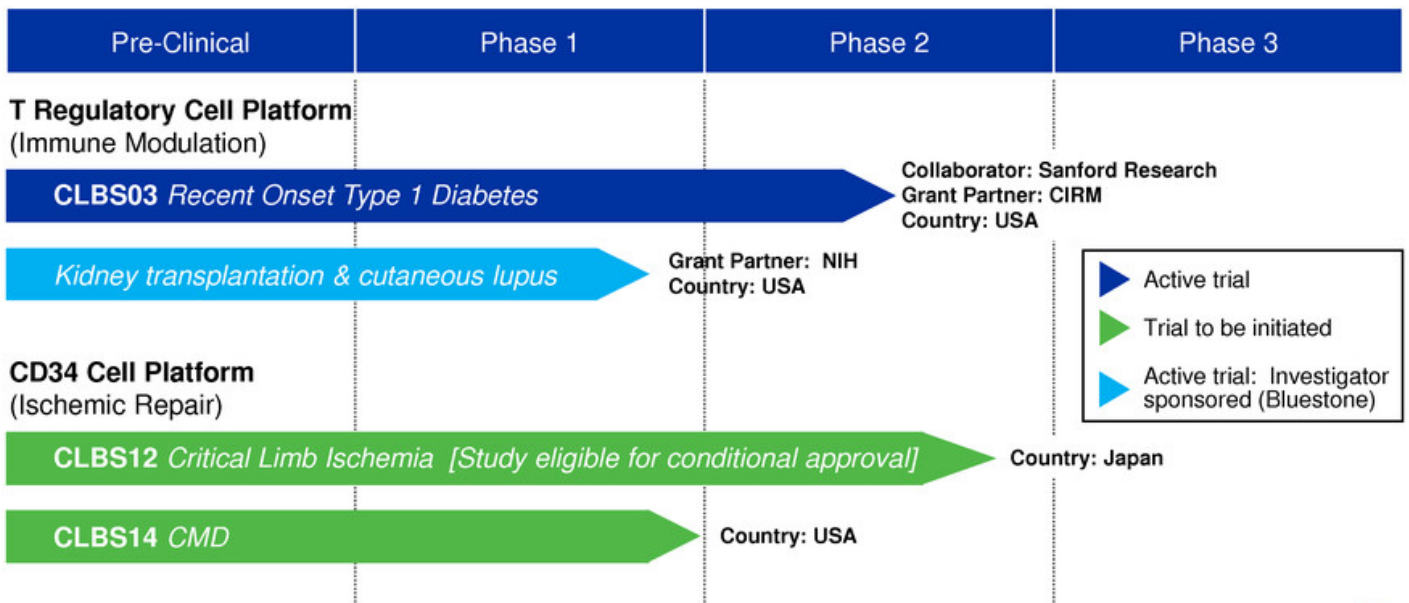 Pre-Clinical
Phase 1
Phase 2
Phase 3
T Regulatory Cell Platform
(Immune Modulation)
CLBS03 Recent Onset Type 1 Diabetes
Collaborator: Sanford Research
Grant Partner: CIRM
Country: USA
Kidney transplantation & cutaneous lupus
Grant Partner: NIH
Country: USA
Active trial
Trial to be initiated
Active trial: Investigator
sponsored (Bluestone)
CD34 Cell Platform
(Ischemic Repair)
CLBS12 Critical Limb Ischemia [Study eligible for conditional approval]
Country: Japan
CLBS14 CMD
Country: USA